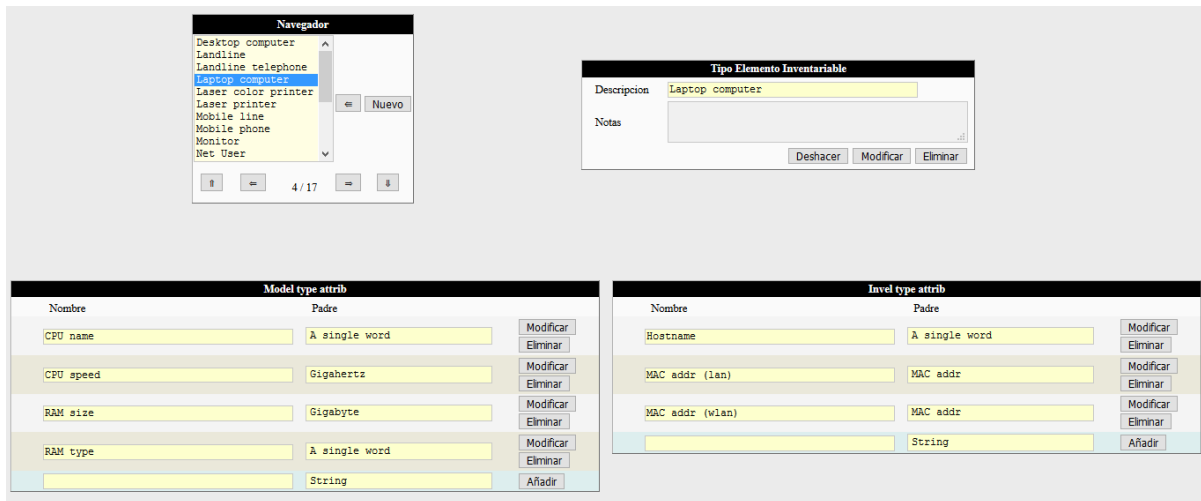 Navegador
Desktop computer
Landline
Landline telephone
Laptop computer
Laser color printer
Laser printer
Mobile line
Mobile phone
Monitor
Net User
⇐ Nuevo
⇑ ⇐ 4 / 17 ⇒ ⇓
Tipo Elemento Inventariable
Descripcion Laptop computer
Notas
Deshacer Modificar Eliminar
Model type attrib
Nombre Padre
CPU name A single word Modificar
Eliminar
CPU speed Gigahertz Modificar
Eliminar
RAM size Gigabyte Modificar
Eliminar
RAM type A single word Modificar
Eliminar
String Añadir
Invel type attrib
Nombre Padre
Hostname A single word Modificar
Eliminar
MAC addr (lan) MAC addr Modificar
Eliminar
MAC addr (wlan) MAC addr Modificar
Eliminar
String Añadir